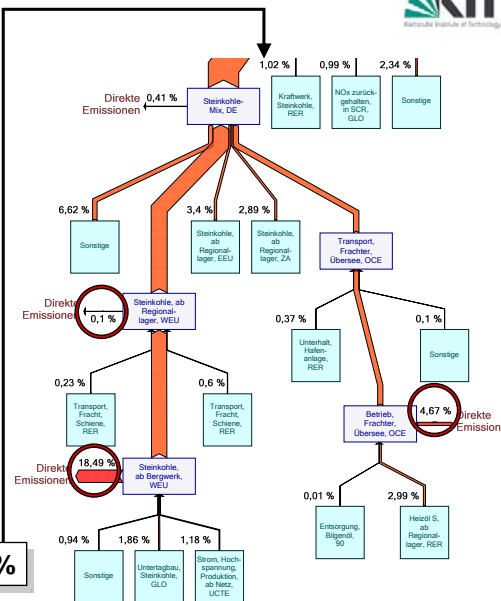 KIT
Karlsruhe Institute of Technology
1,02 %
0,99 %
2,34 %
Direkte
Emissionen
0,41 %
Steinkohle-
Mix, DE
Kraftwerk,
Steinkohle,
RER
NOx zurück-
gehalten,
in SCR,
GLO
Sonstige
6,62 %
3,4 %
2,89 %
Sonstige
Steinkohle,
ab
Regional-
lager, EEU
Steinkohle,
ab
Regional-
lager, ZA
Transport,
Frachter,
Übersee, OCE
Direkte
Emissionen
0,1 %
Steinkohle, ab
Regional-
lager, WEU
0,37 %
0,1 %
Unterhalt,
Hafen-
anlage,
RER
Sonstige
0,23 %
0,6 %
Transport,
Fracht,
Schiene,
RER
Transport,
Fracht,
Schiene,
RER
Betrieb,
Frachter,
Übersee, OCE
4,67 %
Direkte
Emission
Direkte
Emissionen
18,49 %
Steinkohle,
ab Bergwerk,
WEU
0,01 %
2,99 %
Entsorgung,
Bilgenöl,
90
Heizöl S,
ab
Regional-
lager, RER
0,94 %
1,86 %
1,18 %
Sonstige
Untertagbau,
Steinkohle,
GLO
Strom, Hoch-
spannung,
Produktion,
ab Netz,
UCTE
%